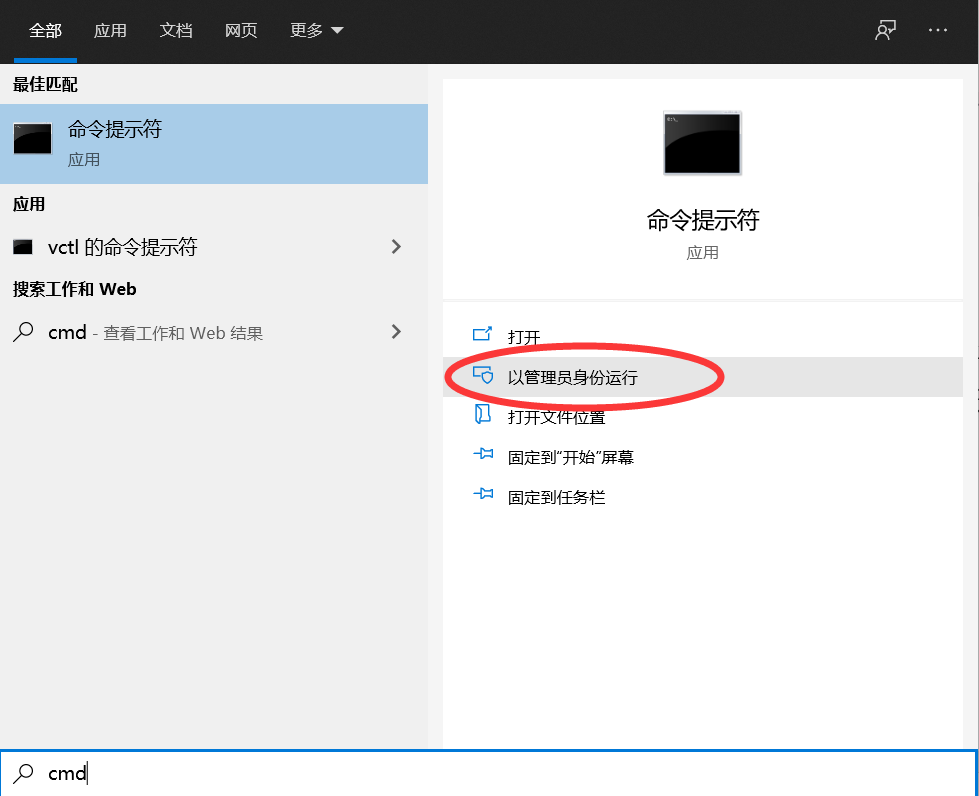 全部 应用 文档 网页 更多
最佳匹配
命令提示符
应用
应用
vctl 的命令提示符
搜索工作和 Web
cmd - 查看工作和 Web 结果
命令提示符
应用
打开
以管理员身份运行
打开文件位置
固定到“开始”屏幕
固定到任务栏
cmd